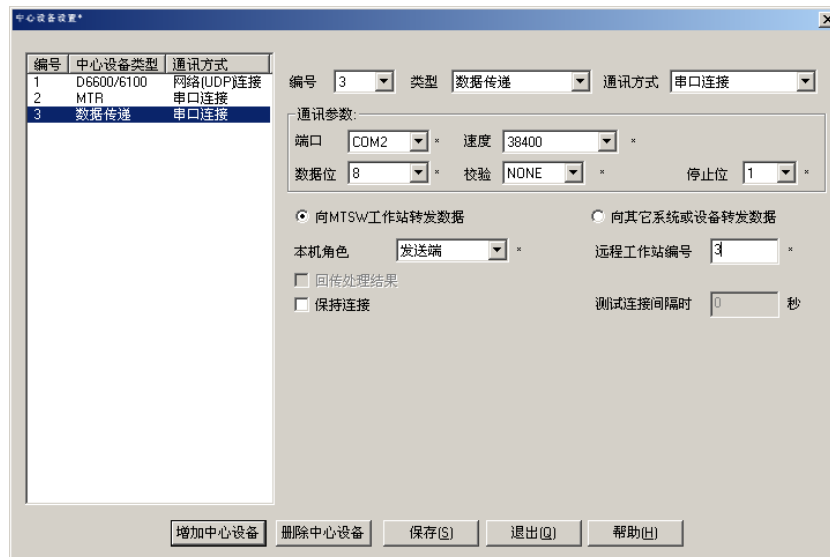 中心设备设置*
编号 中心设备类型 通讯方式
1 D6600/6100 网络(UDP)连接
2 MTR 串口连接
3 数据传递 串口连接
编号 3 类型 数据传递 通讯方式 串口连接
通讯参数:
端口 COM2 * 速度 38400 *
数据位 8 * 校验 NONE * 停止位 1 *
向MTSW工作站转发数据 向其它系统或设备转发数据
本机角色 发送端 * 远程工作站编号 3 *
回传处理结果
保持连接 测试连接间隔时 0 秒
增加中心设备 删除中心设备 保存(S) 退出(Q) 帮助(H)